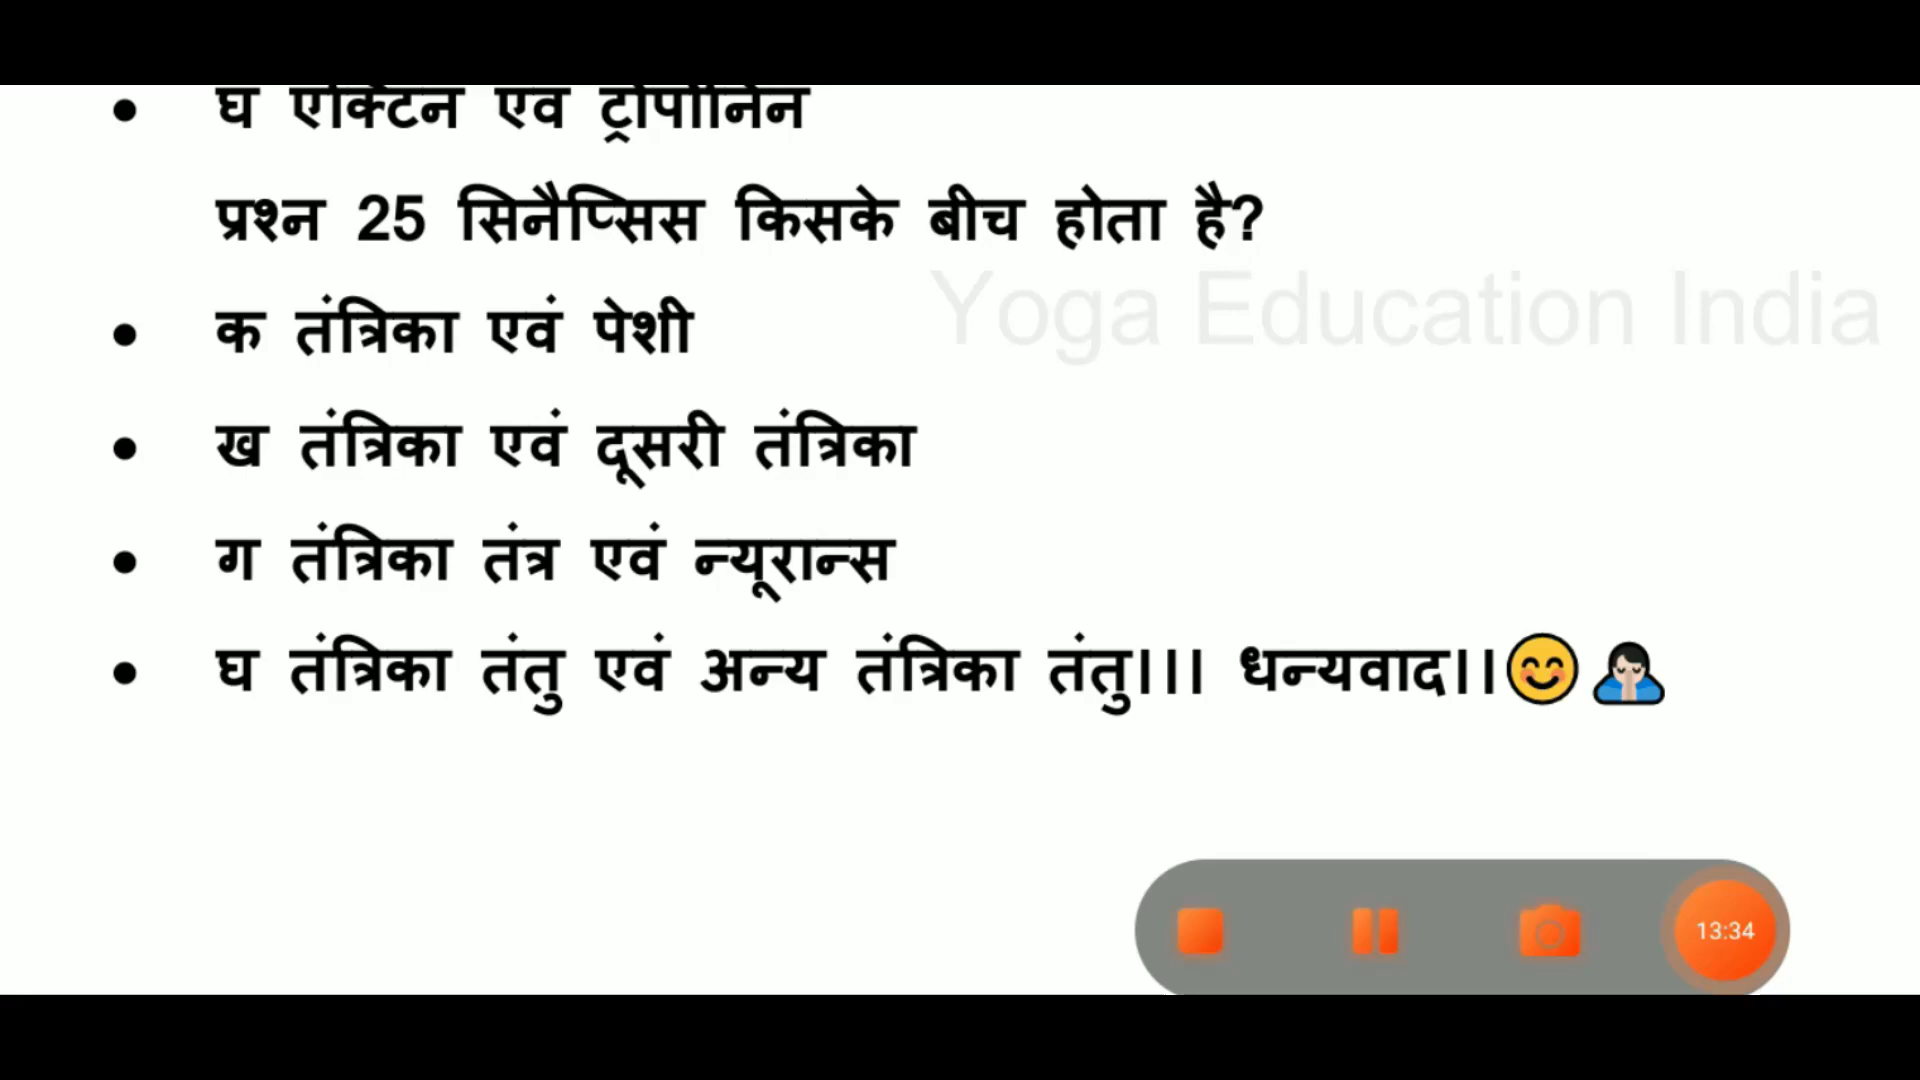 घ एक्टिन एवं ट्रोपोनिन
प्रश्न 25 सिनैप्सिस किसके बीच होता है?
Yoga Education India
क तंत्रिका एवं पेशी
ख तंत्रिका एवं दूसरी तंत्रिका
ग तंत्रिका तंत्र एवं न्यूरान्स
घ तंत्रिका तंतु एवं अन्य तंत्रिका तंतु।।। धन्यवाद।।😊🙏🏻
13:34